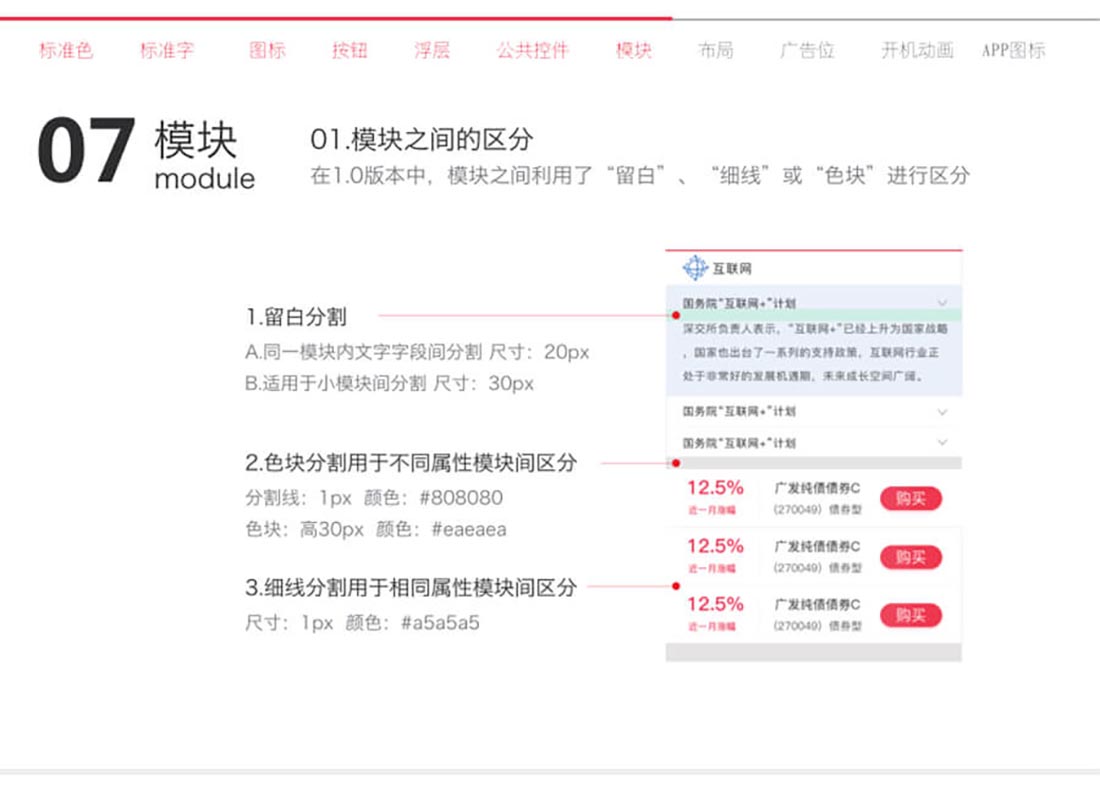 标准色 标准字 图标 按钮 浮层 公共控件 模块 布局 广告位 开机动画 APP图标
07 模块
module
01.模块之间的区分
在1.0版本中，模块之间利用了“留白”、“细线”或“色块”进行区分
1.留白分割
A.同一模块内文字字段间分割 尺寸：20px
B.适用于小模块间分割 尺寸：30px
2.色块分割用于不同属性模块间区分
分割线：1px 颜色：#808080
色块：高30px 颜色：#eaeaea
3.细线分割用于相同属性模块间区分
尺寸：1px 颜色：#a5a5a5
互联网
国务院“互联网+”计划
深交所负责人表示，“互联网+”已经上升为国家战略
，国家也出台了一系列的支持政策，互联网行业正
处于非常好的发展机遇期，未来成长空间广阔。
国务院“互联网+”计划
国务院“互联网+”计划
12.5% 广发纯债债券C 购买
近一月涨幅 (270049) 债券型
12.5% 广发纯债债券C 购买
近一月涨幅 (270049) 债券型
12.5% 广发纯债债券C 购买
近一月涨幅 (270049) 债券型